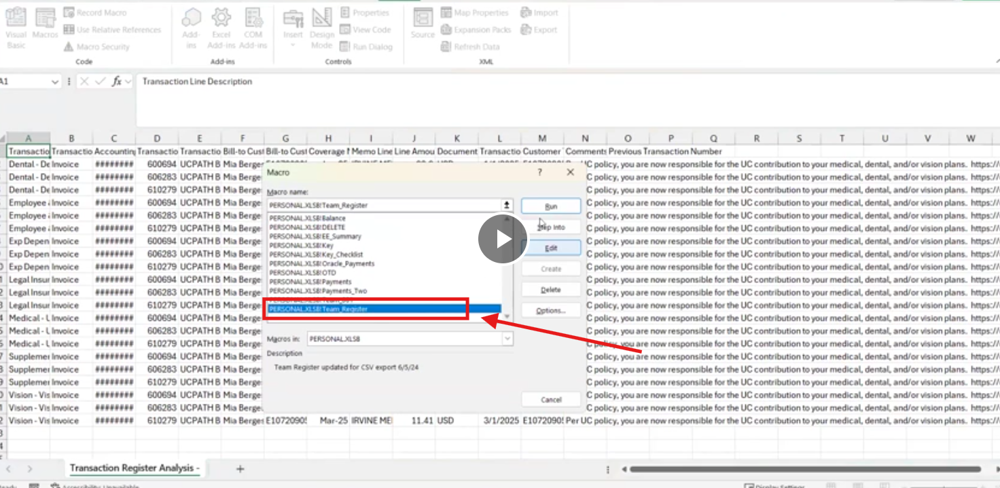 Visual Basic
Macros
Record Macro
Use Relative References
Macro Security
Code
Add-ins
Excel Add-ins
COM Add-ins
Add-ins
Insert
Design Mode
Properties
View Code
Run Dialog
Controls
Source
Map Properties
Expansion Packs
Refresh Data
Import
Export
XML
A1
fx
Transaction Line Description
A B C D E F G H I J K L M N O P Q R S T U V W
Transactio Transactio Accounting Transactio Transactio Bill-to Cust Bill-to Cust Coverage Memo Line Line Amou Document Transactio Customer Comments Previous Transaction Number
Dental - De Invoice ######## 600694 UCPATH B Mia Berge C policy, you are now responsible for the UC contribution to your medical, dental, and/or vision plans. https://
Dental - De Invoice ######## 606283 UCPATH B Mia Berge C policy, you are now responsible for the UC contribution to your medical, dental, and/or vision plans. https://
Dental - De Invoice ######## 610279 UCPATH B Mia Berge C policy, you are now responsible for the UC contribution to your medical, dental, and/or vision plans. https://
Employee Invoice ######## 600694 UCPATH B Mia Berge C policy, you are now responsible for the UC contribution to your medical, dental, and/or vision plans. https://
Employee Invoice ######## 606283 UCPATH B Mia Berge C policy, you are now responsible for the UC contribution to your medical, dental, and/or vision plans. https://
Employee Invoice ######## 610279 UCPATH B Mia Berge C policy, you are now responsible for the UC contribution to your medical, dental, and/or vision plans. https://
Exp Depen Invoice ######## 600694 UCPATH B Mia Berge C policy, you are now responsible for the UC contribution to your medical, dental, and/or vision plans. https://
Exp Depen Invoice ######## 606283 UCPATH B Mia Berge C policy, you are now responsible for the UC contribution to your medical, dental, and/or vision plans. https://
Exp Depen Invoice ######## 610279 UCPATH B Mia Berge C policy, you are now responsible for the UC contribution to your medical, dental, and/or vision plans. https://
Legal Insur Invoice ######## 600694 UCPATH B Mia Berge C policy, you are now responsible for the UC contribution to your medical, dental, and/or vision plans. https://
Legal Insur Invoice ######## 606283 UCPATH B Mia Berge C policy, you are now responsible for the UC contribution to your medical, dental, and/or vision plans. https://
Legal Insur Invoice ######## 610279 UCPATH B Mia Berge C policy, you are now responsible for the UC contribution to your medical, dental, and/or vision plans. https://
Medical - U Invoice ######## 600694 UCPATH B Mia Berge C policy, you are now responsible for the UC contribution to your medical, dental, and/or vision plans. https://
Medical - U Invoice ######## 606283 UCPATH B Mia Berge C policy, you are now responsible for the UC contribution to your medical, dental, and/or vision plans. https://
Medical - U Invoice ######## 610279 UCPATH B Mia Berge C policy, you are now responsible for the UC contribution to your medical, dental, and/or vision plans. https://
Supplemer Invoice ######## 600694 UCPATH B Mia Berge C policy, you are now responsible for the UC contribution to your medical, dental, and/or vision plans. https://
Supplemer Invoice ######## 606283 UCPATH B Mia Berge C policy, you are now responsible for the UC contribution to your medical, dental, and/or vision plans. https://
Supplemer Invoice ######## 610279 UCPATH B Mia Berge C policy, you are now responsible for the UC contribution to your medical, dental, and/or vision plans. https://
Vision - Vis Invoice ######## 600694 UCPATH B Mia Berge C policy, you are now responsible for the UC contribution to your medical, dental, and/or vision plans. https://
Vision - Vis Invoice ######## 606283 UCPATH B Mia Berge C policy, you are now responsible for the UC contribution to your medical, dental, and/or vision plans. https://
Vision - Vis Invoice ######## 610279 UCPATH B Mia Berge E10720905 Mar-25 IRVINE ME 11.41 USD 3/1/2025 E10720905 Per UC policy, you are now responsible for the UC contribution to your medical, dental, and/or vision plans. https://
Macro ?
Macro name:
PERSONAL.XLSB!Team_Register
PERSONAL.XLSB!Balance
PERSONAL.XLSB!DELETE
PERSONAL.XLSB!EE_Summary
PERSONAL.XLSB!Key
PERSONAL.XLSB!Key_Checklist
PERSONAL.XLSB!Oracle_Payments
PERSONAL.XLSB!OTD
PERSONAL.XLSB!Payments
PERSONAL.XLSB!Payments_Two
PERSONAL.XLSB!Team_Register
Run
Step Into
Edit
Create
Delete
Options...
Macros in: PERSONAL.XLSB
Description
Team Register updated for CSV export 6/5/24
Cancel
Transaction Register Analysis -
Accessibility: Unavailable
Display Settings